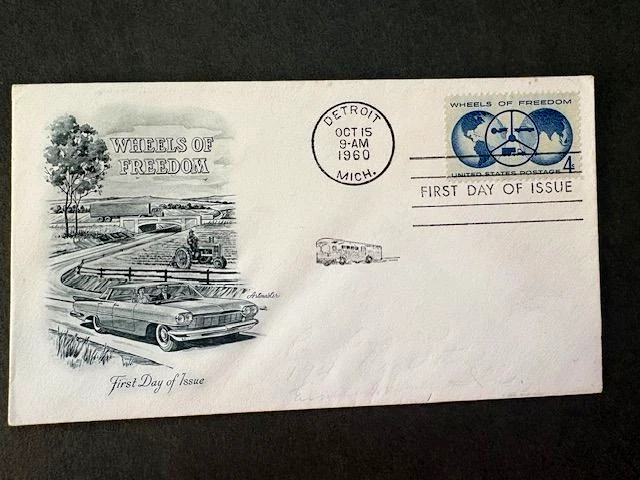 WHEELS OF
FREEDOM
Artmaster
First Day of Issue
DETROIT
OCT 15
9-AM
1960
MICH.
WHEELS OF FREEDOM
4¢
UNITED STATES POSTAGE
FIRST DAY OF ISSUE